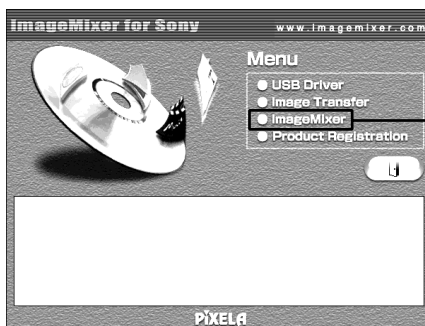 ImageMixer for Sony
www.imagemixer.com
Menu
USB Driver
Image Transfer
ImageMixer
Product Registration
PIXELA